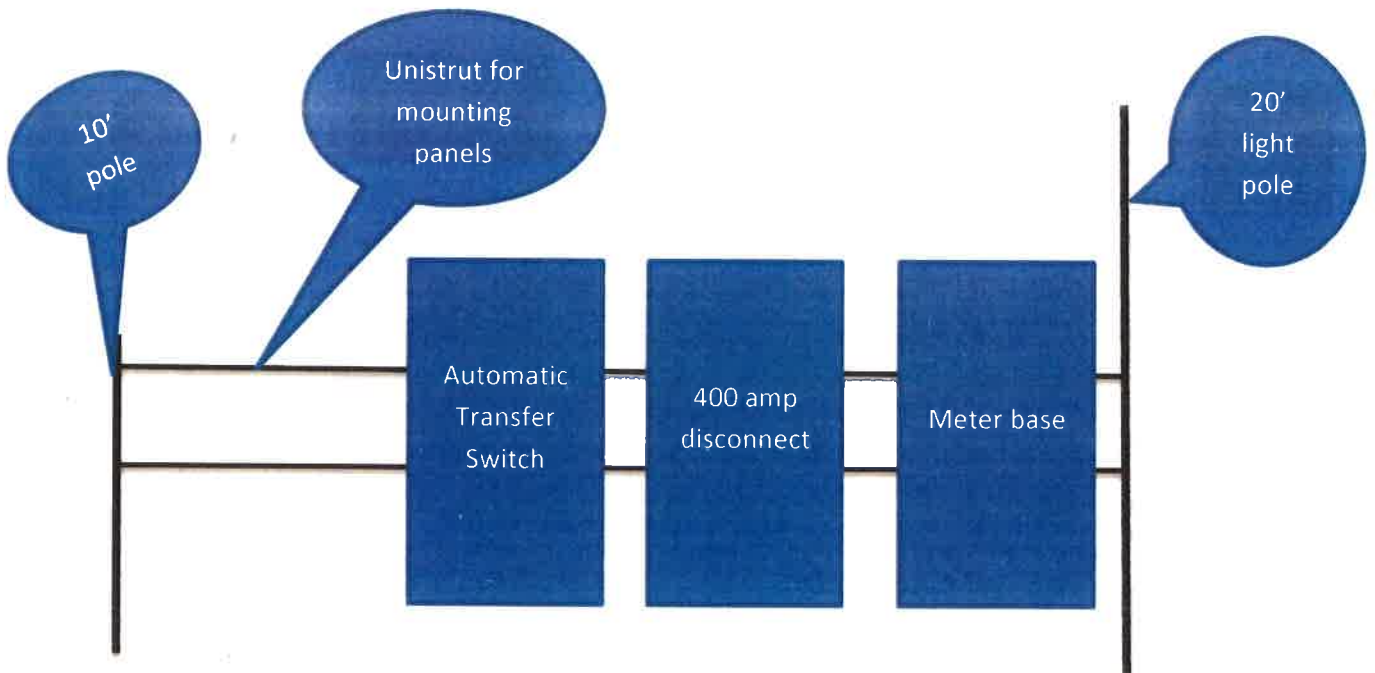 10'
pole
Unistrut for
mounting
panels
20'
light
pole
Automatic
Transfer
Switch
400 amp
disconnect
Meter base